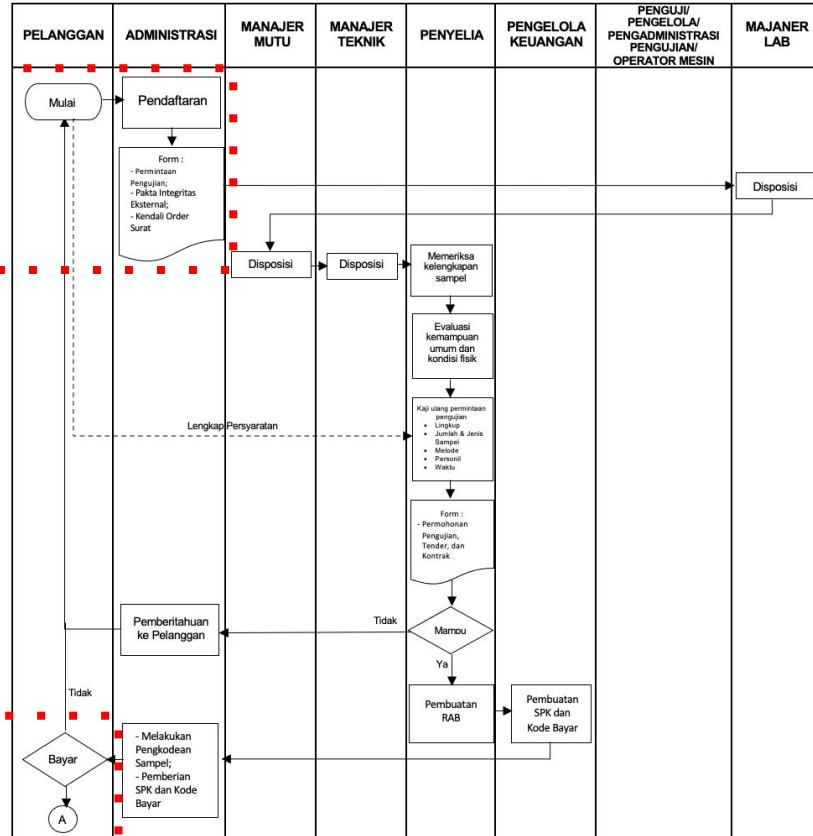 PELANGGAN
ADMINISTRASI
MANAJER
MUTU
MANAJER
TEKNIK
PENYELIA
PENGELOLA
KEUANGAN
PENGUJI/
PENGELOLA/
PENGADMINISTRASI
PENGUJIAN/
OPERATOR MESIN
MAJANER
LAB
Mulai
Pendaftaran
Form :
- Permintaan
Pengujian;
- Pakta Integritas
Eksternal;
- Kendali Order
Surat
Disposisi
Disposisi
Disposisi
Memeriksa
kelengkapan
sampel
Evaluasi
kemampuan
umum dan
kondisi fisik
Lengkap Persyaratan
Kaji ulang permintaan
pengujian
• Lingkup
• Jumlah & Jenis
Sampel
• Metode
• Personil
• Waktu
Form :
- Permohonan
Pengujian,
Tender, dan
Kontrak
Pemberitahuan
ke Pelanggan
Tidak
Mampu
Ya
Tidak
Pembuatan
RAB
Pembuatan
SPK dan
Kode Bayar
Bayar
- Melakukan
Pengkodean
Sampel;
- Pemberian
SPK dan Kode
Bayar
A